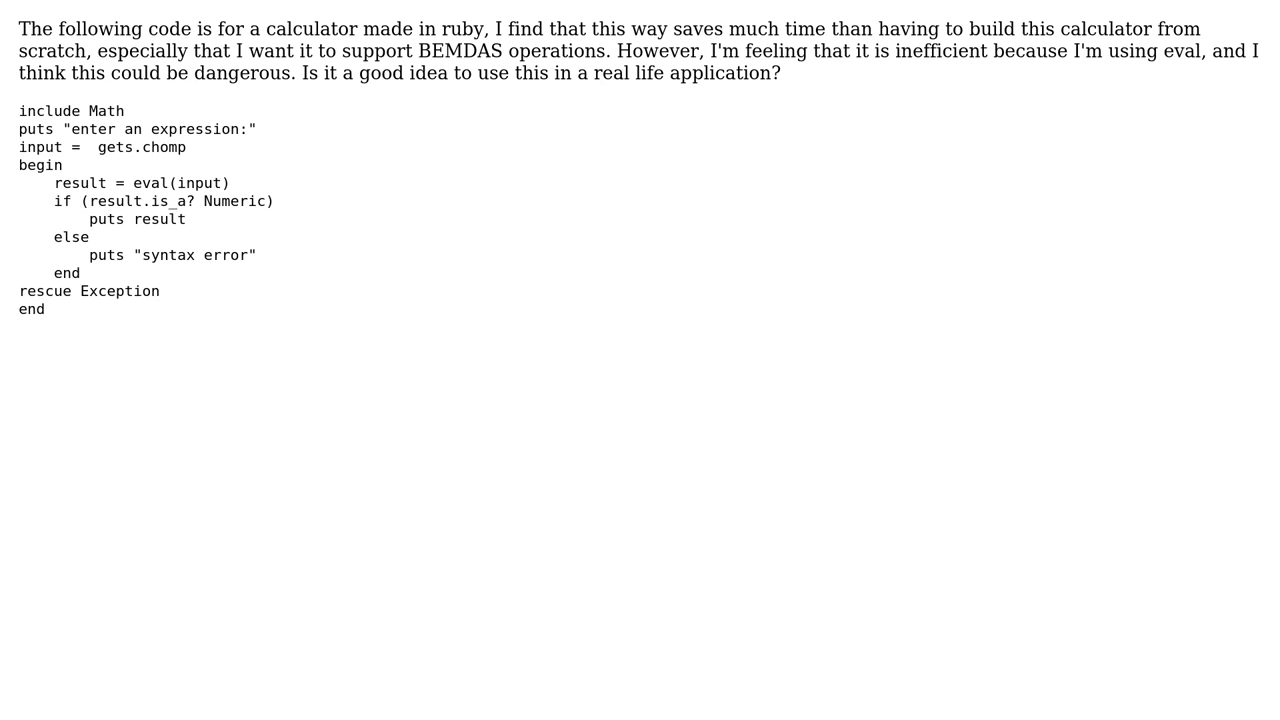 The following code is for a calculator made in ruby, I find that this way saves much time than having to build this calculator from
scratch, especially that I want it to support BEMDAS operations. However, I'm feeling that it is inefficient because I'm using eval, and I
think this could be dangerous. Is it a good idea to use this in a real life application?
include Math
puts "enter an expression:"
input =  gets.chomp
begin
    result = eval(input)
    if (result.is_a? Numeric)
        puts result
    else
        puts "syntax error"
    end
rescue Exception
end